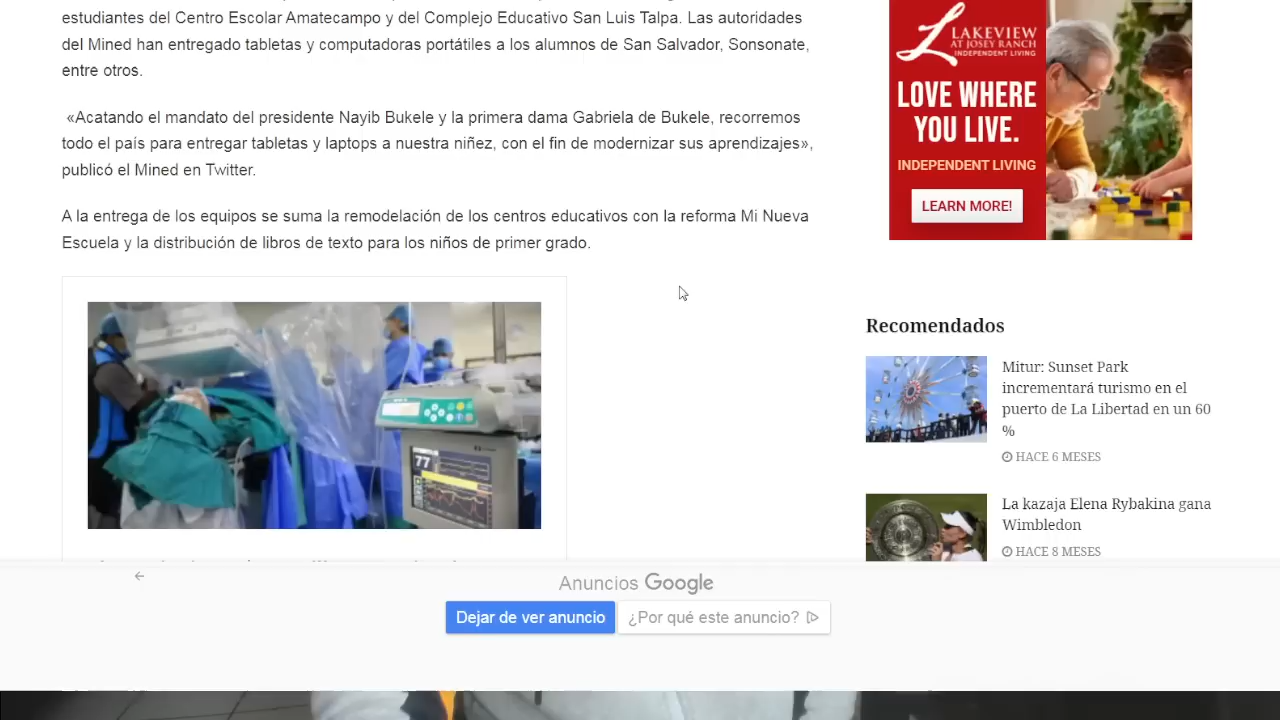 estudiantes del Centro Escolar Amatecampo y del Complejo Educativo San Luis Talpa. Las autoridades
del Mined han entregado tabletas y computadoras portátiles a los alumnos de San Salvador, Sonsonate,
entre otros.
«Acatando el mandato del presidente Nayib Bukele y la primera dama Gabriela de Bukele, recorremos
todo el país para entregar tabletas y laptops a nuestra niñez, con el fin de modernizar sus aprendizajes»,
publicó el Mined en Twitter.
A la entrega de los equipos se suma la remodelación de los centros educativos con la reforma Mi Nueva
Escuela y la distribución de libros de texto para los niños de primer grado.
77
LAKEVIEW
AT JOSEY RANCH
INDEPENDENT LIVING
LOVE WHERE
YOU LIVE.
INDEPENDENT LIVING
LEARN MORE!
Recomendados
Mitur: Sunset Park
incrementará turismo en el
puerto de La Libertad en un 60
%
HACE 6 MESES
La kazaja Elena Rybakina gana
Wimbledon
HACE 8 MESES
Anuncios Google
Dejar de ver anuncio
¿Por qué este anuncio?